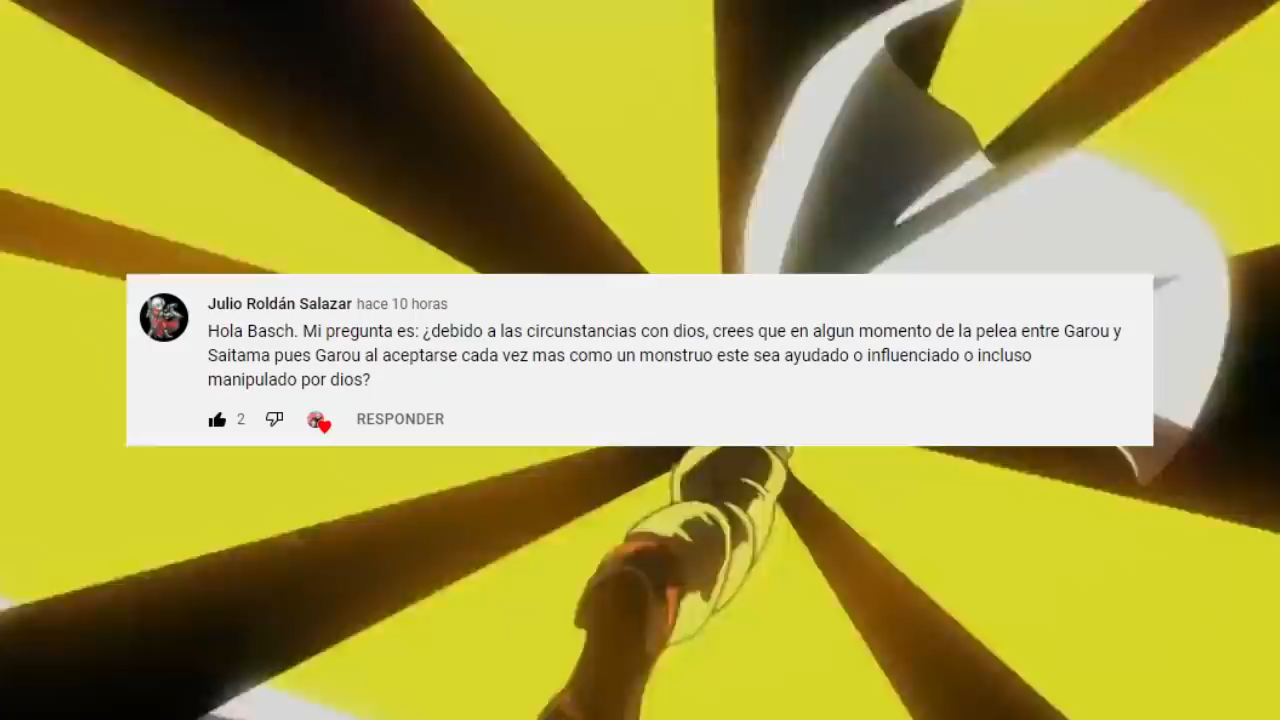 Julio Roldán Salazar hace 10 horas
Hola Basch. Mi pregunta es: ¿debido a las circunstancias con dios, crees que en algun momento de la pelea entre Garou y
Saitama pues Garou al aceptarse cada vez mas como un monstruo este sea ayudado o influenciado o incluso
manipulado por dios?
2 RESPONDER